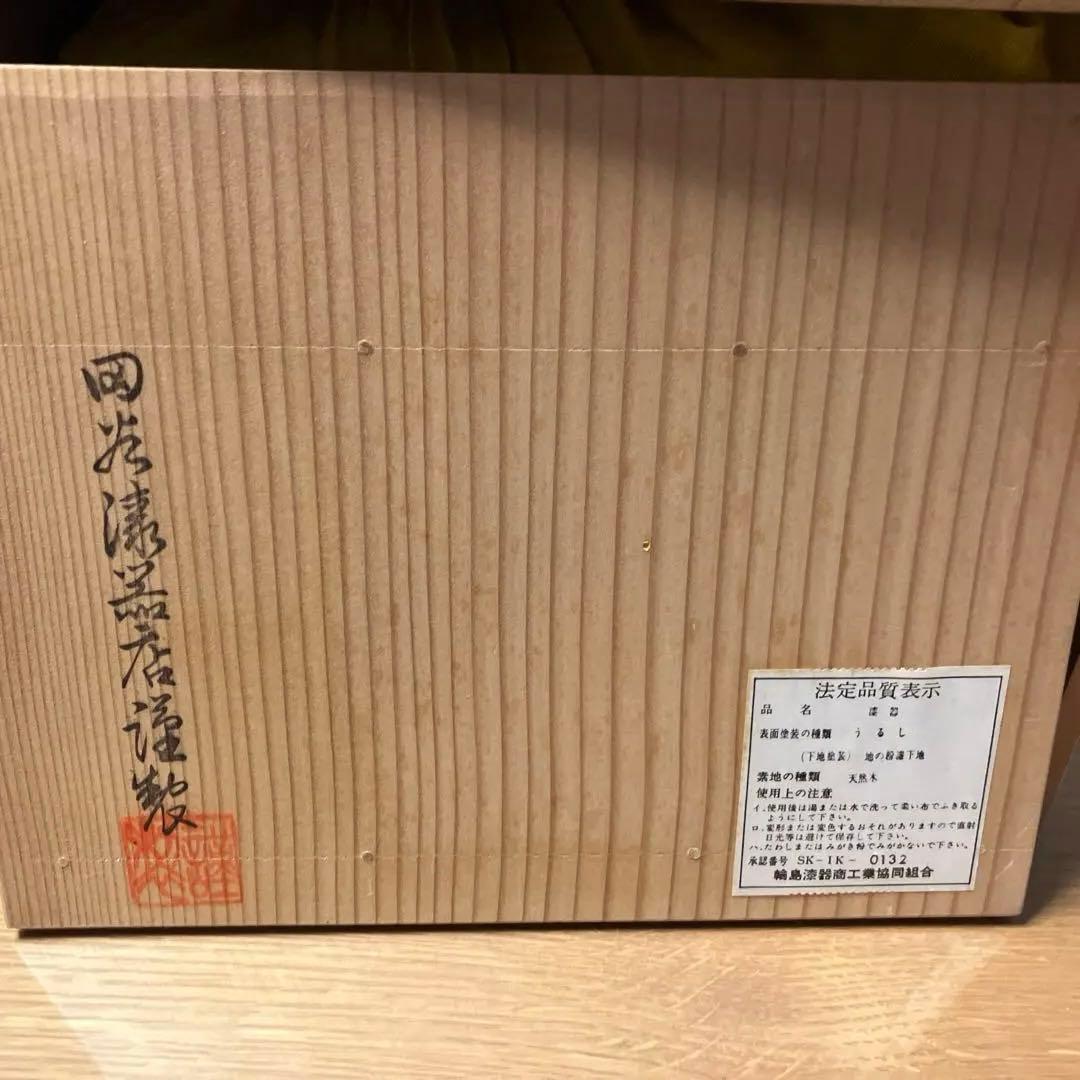 岡谷漆器店謹製
法定品質表示
品名 漆器
表面塗装の種類 うるし
(下地塗装) 地の粉漆下地
素地の種類 天然木
使用上の注意
イ.使用後は湯または水で洗って柔い布でふき取る
ようにして下さい。
ロ.変形または変色するおそれがありますので直射
日光等は避けて保存して下さい。
ハ.たわしまたはみがき粉でみがかないで下さい。
承認番号 SK-IK- 0132
輪島漆器商工業協同組合